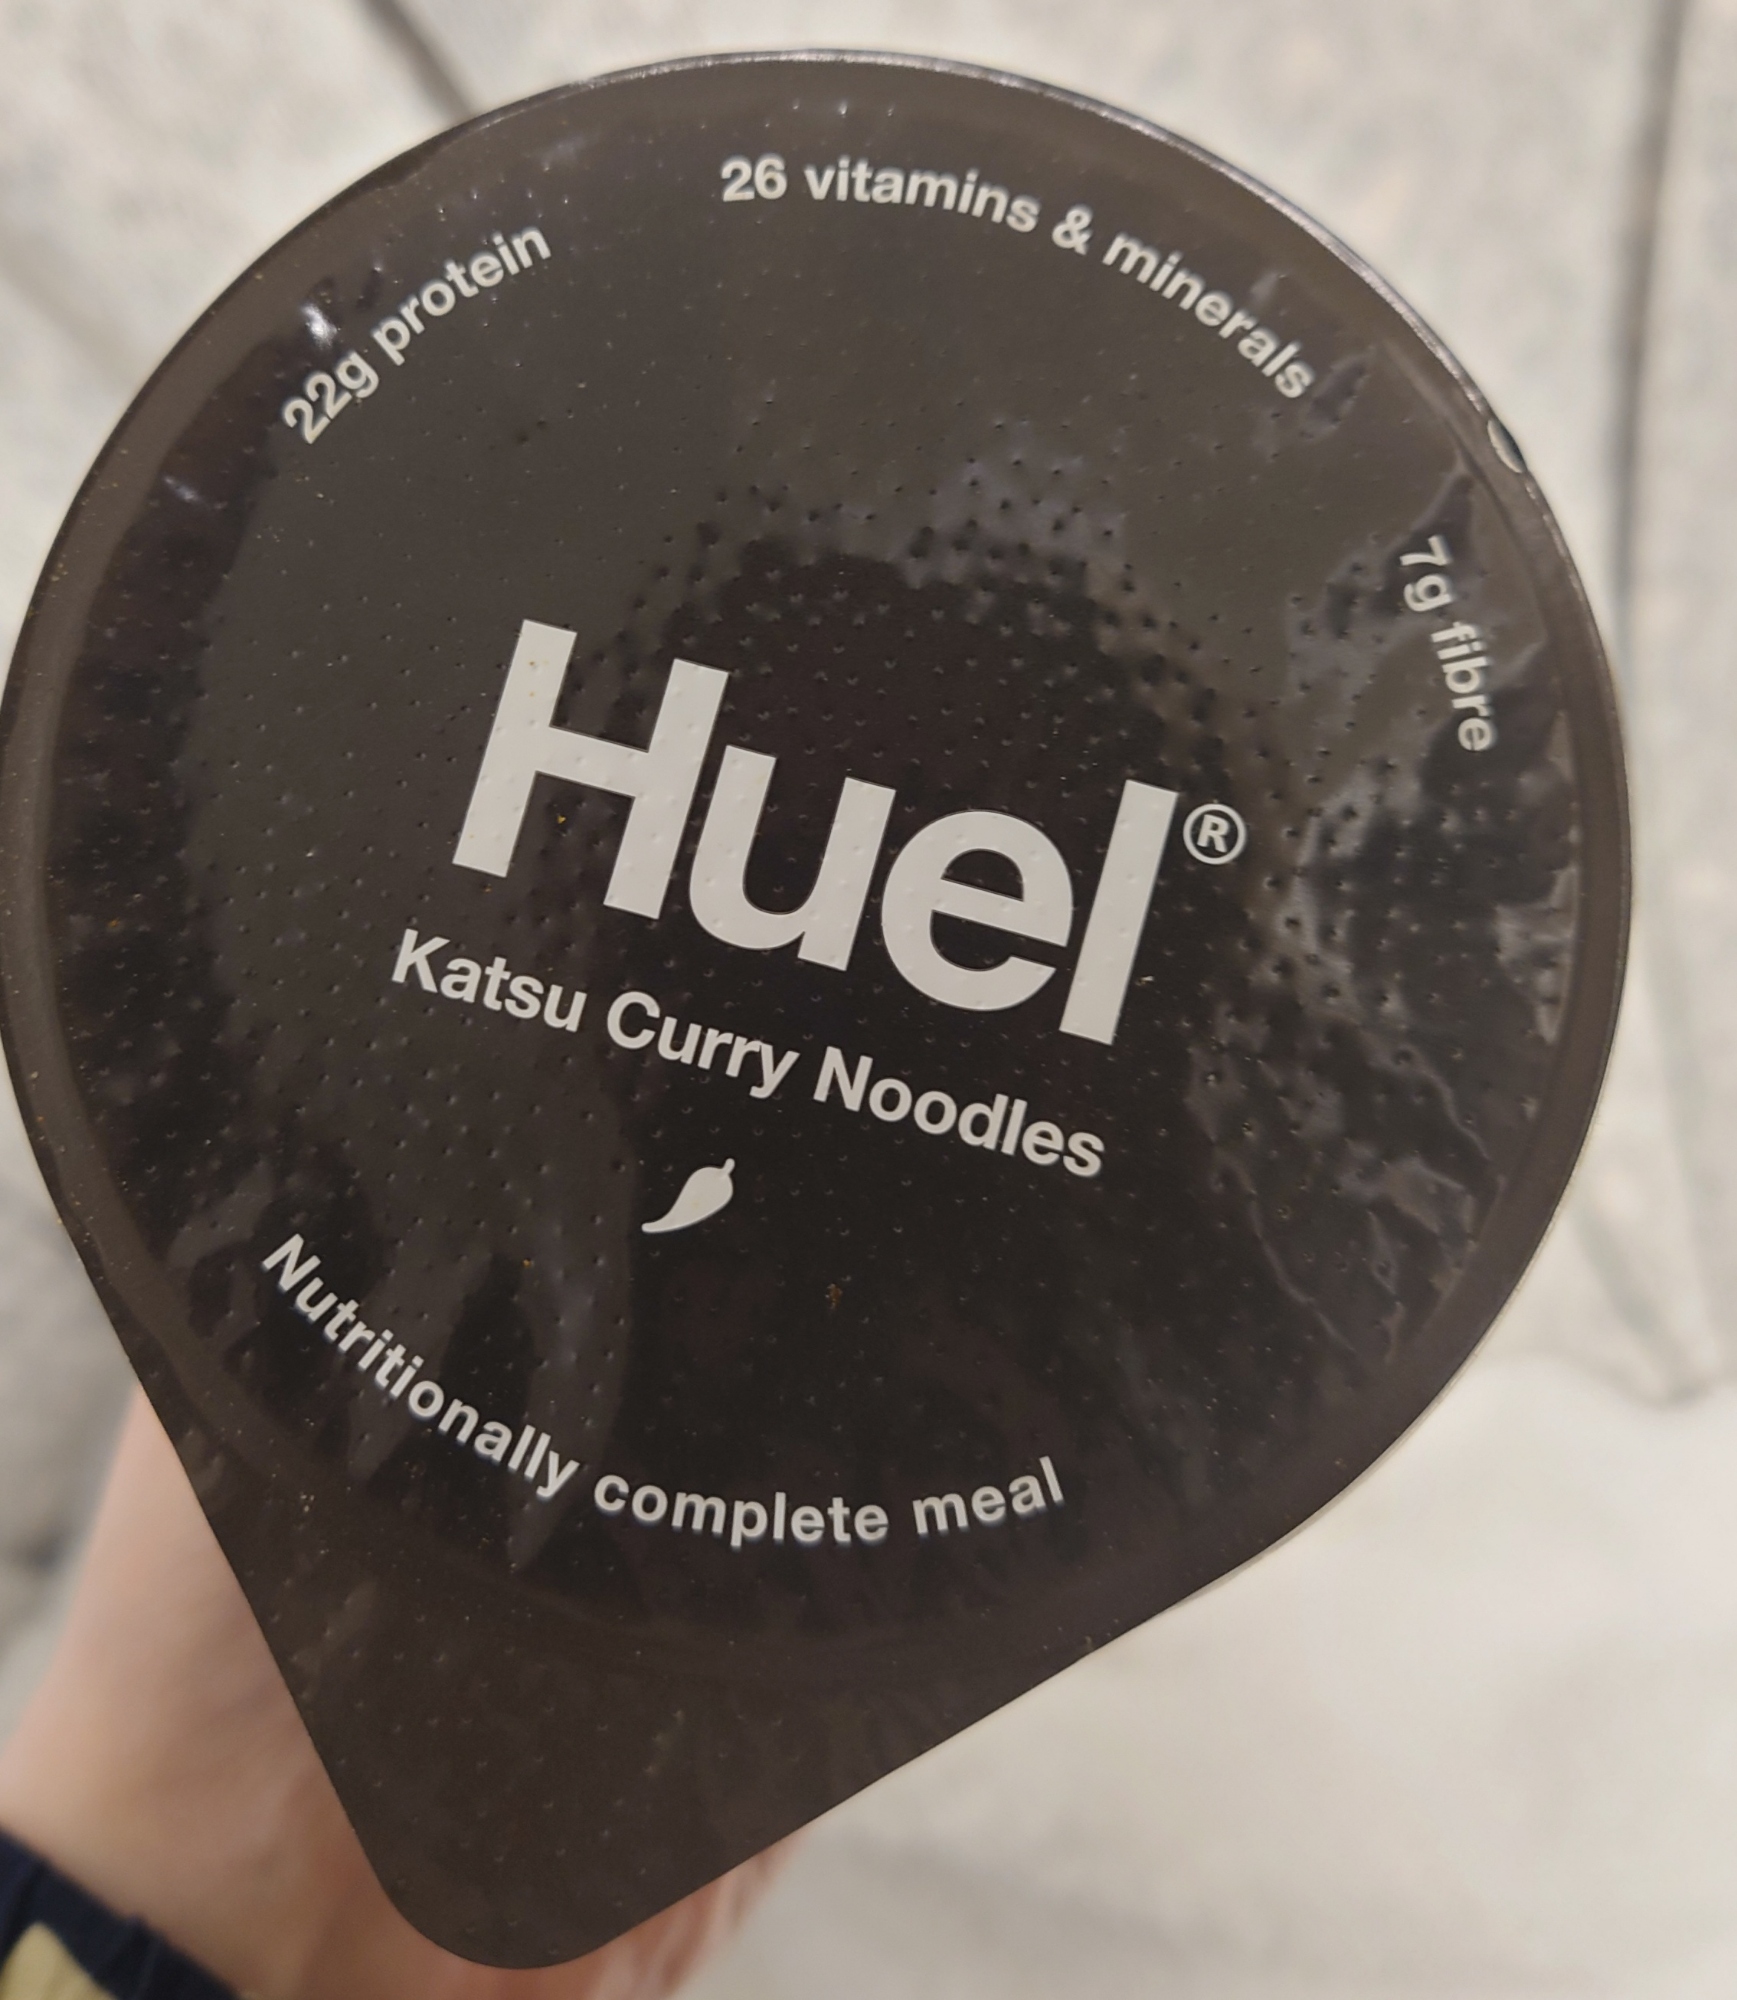 22g protein
26 vitamins & minerals
7g fibre
Huel®
Katsu Curry Noodles
Nutritionally complete meal